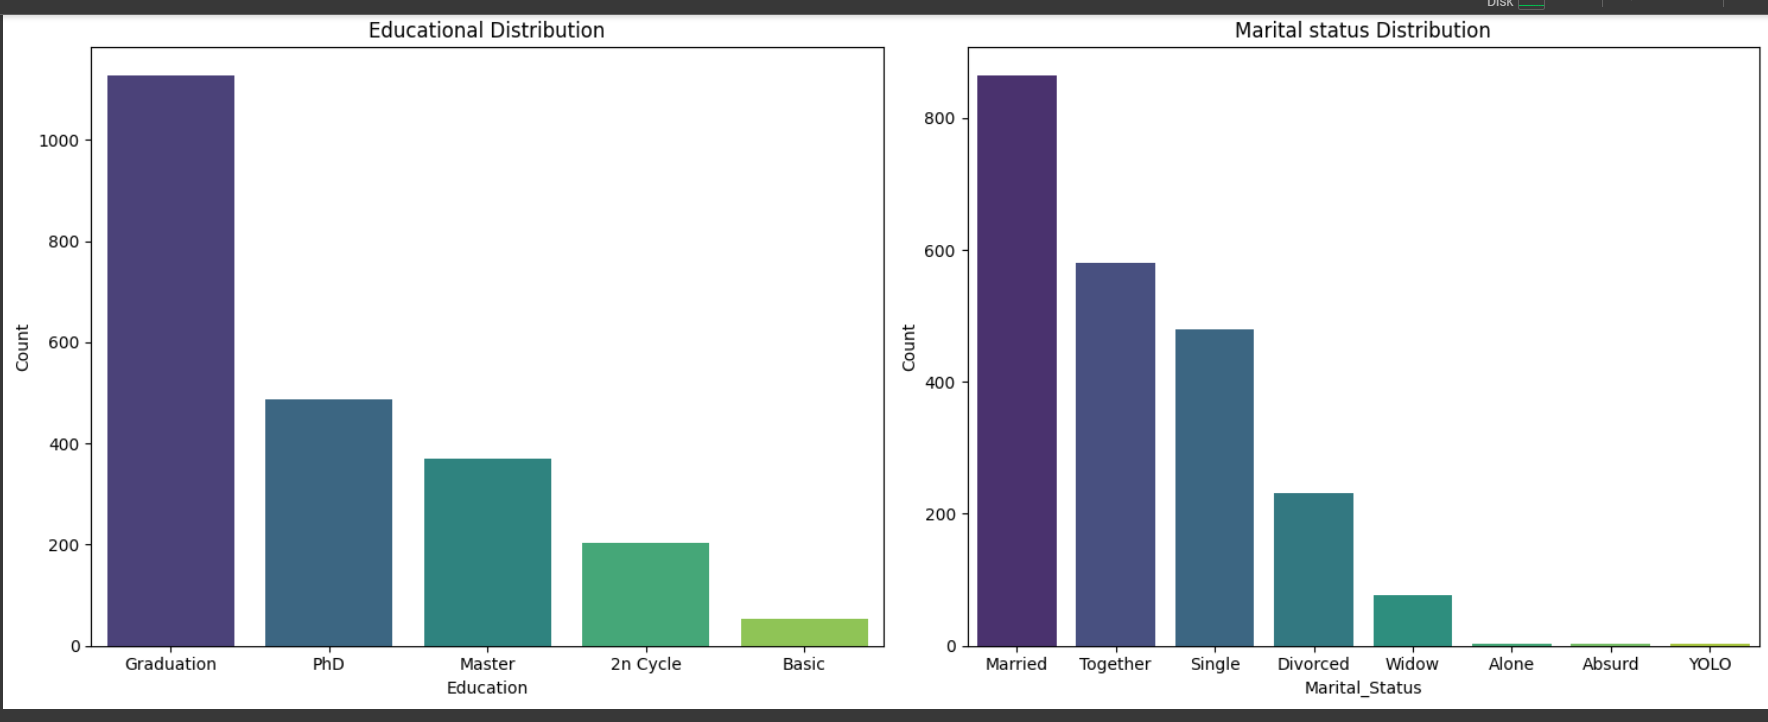 Disk
Educational Distribution
Count
1000
800
600
400
200
0
Graduation PhD Master 2n Cycle Basic
Education
Marital status Distribution
Count
800
600
400
200
0
Married Together Single Divorced Widow Alone Absurd YOLO
Marital_Status